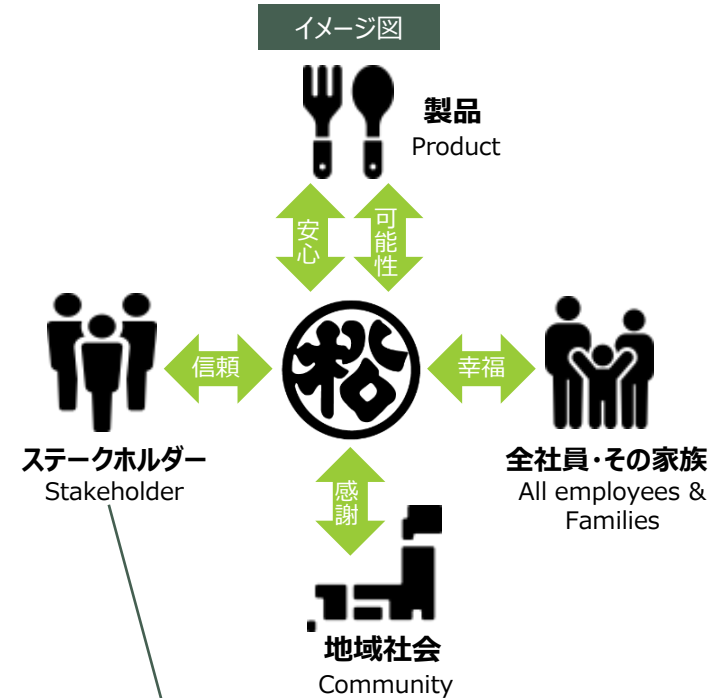 イメージ図
製品
Product
安心
可能性
信頼
松
幸福
ステークホルダー
Stakeholder
全社員・その家族
All employees &
Families
感謝
地域社会
Community